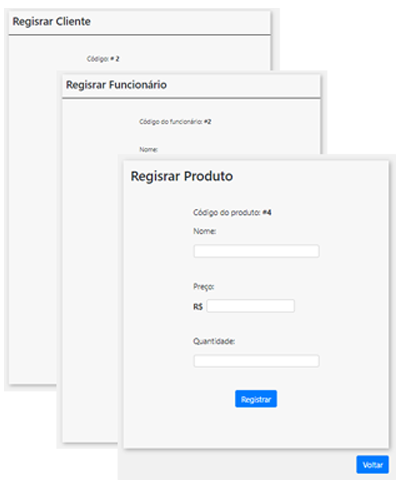 Regisrar Cliente
Código: # 2
Regisrar Funcionário
Código do funcionário: #2
Nome:
Regisrar Produto
Código do produto: #4
Nome:
Preço:
R$
Quantidade:
Registrar
Voltar